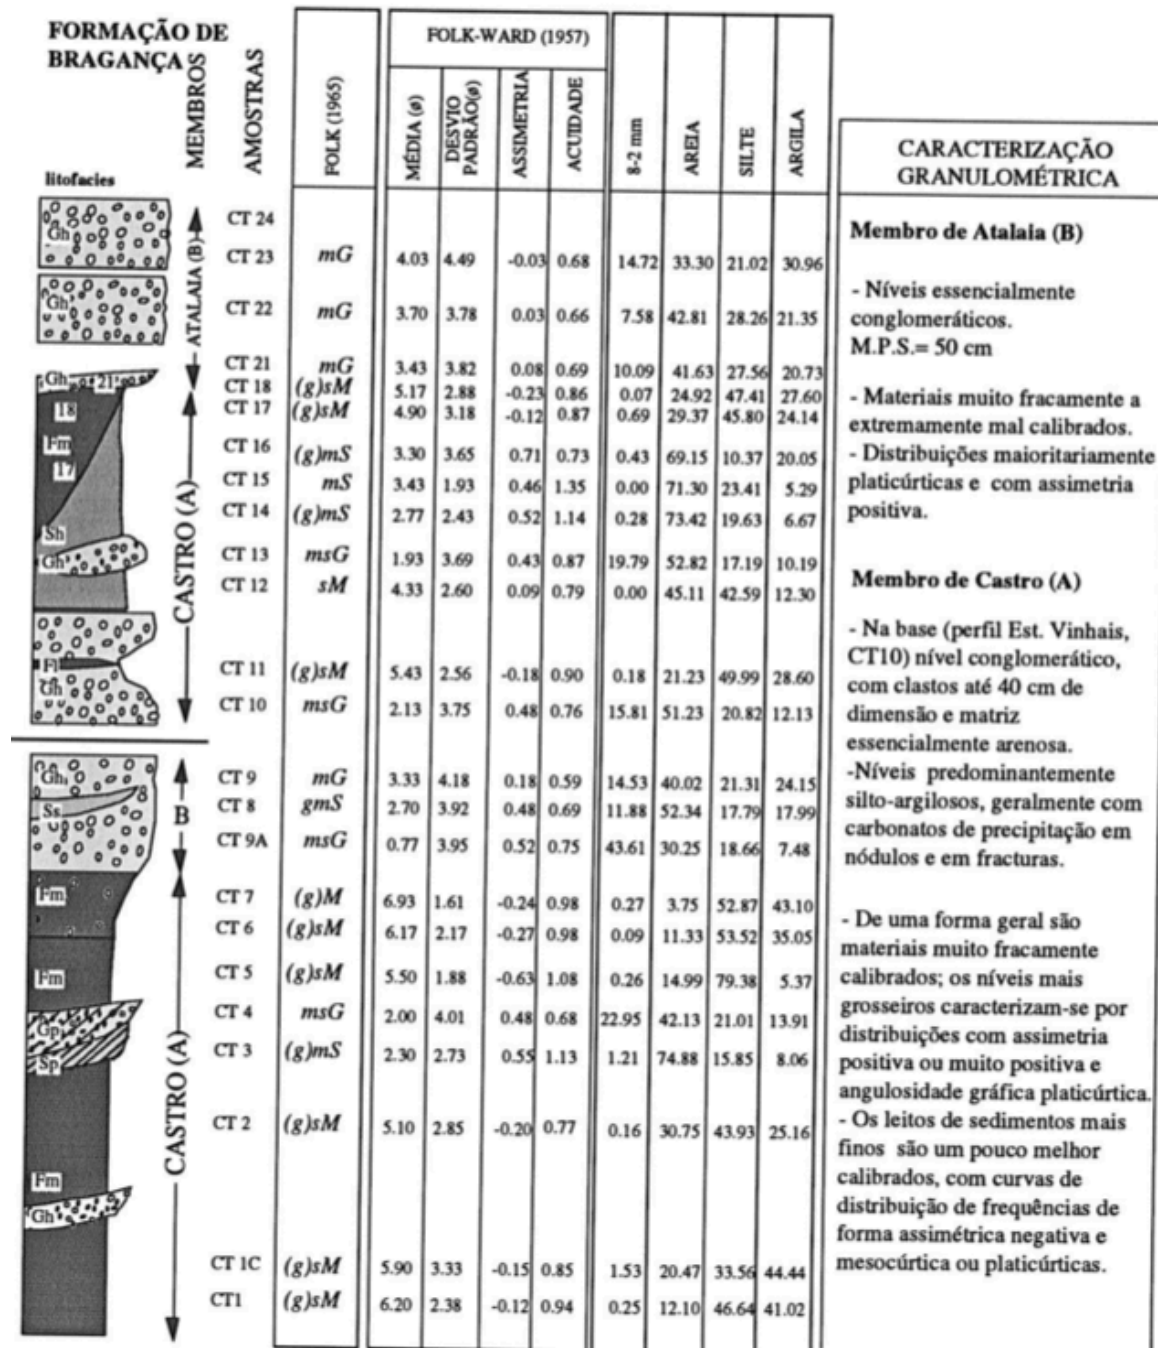 FORMAÇÃO DE
BRAGANÇA
MEMBROS
AMOSTRAS
FOLK (1965)
FOLK-WARD (1957)
MÉDIA (ø)
DESVIO
PADRÃO(ø)
ASSIMETRIA
ACUIDADE
8-2 mm
AREIA
SILTE
ARGILA
CARACTERIZAÇÃO
GRANULOMÉTRICA
litofacies
CT 24
CT 23 mG 4.03 4.49 -0.03 0.68 14.72 33.30 21.02 30.96
CT 22 mG 3.70 3.78 0.03 0.66 7.58 42.81 28.26 21.35
CT 21 mG 3.43 3.82 0.08 0.69 10.09 41.63 27.56 20.73
CT 18 (g)sM 5.17 2.88 -0.23 0.86 0.07 24.92 47.41 27.60
CT 17 (g)sM 4.90 3.18 -0.12 0.87 0.69 29.37 45.80 24.14
CT 16 (g)mS 3.30 3.65 0.71 0.73 0.43 69.15 10.37 20.05
CT 15 mS 3.43 1.93 0.46 1.35 0.00 71.30 23.41 5.29
CT 14 (g)mS 2.77 2.43 0.52 1.14 0.28 73.42 19.63 6.67
CT 13 msG 1.93 3.69 0.43 0.87 19.79 52.82 17.19 10.19
CT 12 sM 4.33 2.60 0.09 0.79 0.00 45.11 42.59 12.30
CT 11 (g)sM 5.43 2.56 -0.18 0.90 0.18 21.23 49.99 28.60
CT 10 msG 2.13 3.75 0.48 0.76 15.81 51.23 20.82 12.13
CT 9 mG 3.33 4.18 0.18 0.59 14.53 40.02 21.31 24.15
CT 8 gmS 2.70 3.92 0.48 0.69 11.88 52.34 17.79 17.99
CT 9A msG 0.77 3.95 0.52 0.75 43.61 30.25 18.66 7.48
CT 7 (g)M 6.93 1.61 -0.24 0.98 0.27 3.75 52.87 43.10
CT 6 (g)sM 6.17 2.17 -0.27 0.98 0.09 11.33 53.52 35.05
CT 5 (g)sM 5.50 1.88 -0.63 1.08 0.26 14.99 79.38 5.37
CT 4 msG 2.00 4.01 0.48 0.68 22.95 42.13 21.01 13.91
CT 3 (g)mS 2.30 2.73 0.55 1.13 1.21 74.88 15.85 8.06
CT 2 (g)sM 5.10 2.85 -0.20 0.77 0.16 30.75 43.93 25.16
CT 1C (g)sM 5.90 3.33 -0.15 0.85 1.53 20.47 33.56 44.44
CT1 (g)sM 6.20 2.38 -0.12 0.94 0.25 12.10 46.64 41.02
Gh
Gh
Gh 21
18
Fm
17
Sh
Gh
Fl
Gh
Gh
Ss
Fm
Fm
Gp
Sp
Fm
Gh
ATALAIA (B)
CASTRO (A)
B
CASTRO (A)
Membro de Atalaia (B)
- Níveis essencialmente
conglomeráticos.
M.P.S.= 50 cm
- Materiais muito fracamente a
extremamente mal calibrados.
- Distribuições maioritariamente
platicúrticas e com assimetria
positiva.
Membro de Castro (A)
- Na base (perfil Est. Vinhais,
CT10) nível conglomerático,
com clastos até 40 cm de
dimensão e matriz
essencialmente arenosa.
-Níveis predominantemente
silto-argilosos, geralmente com
carbonatos de precipitação em
nódulos e em fracturas.
- De uma forma geral são
materiais muito fracamente
calibrados; os níveis mais
grosseiros caracterizam-se por
distribuições com assimetria
positiva ou muito positiva e
angulosidade gráfica platicúrtica.
- Os leitos de sedimentos mais
finos são um pouco melhor
calibrados, com curvas de
distribuição de frequências de
forma assimétrica negativa e
mesocúrtica ou platicúrticas.